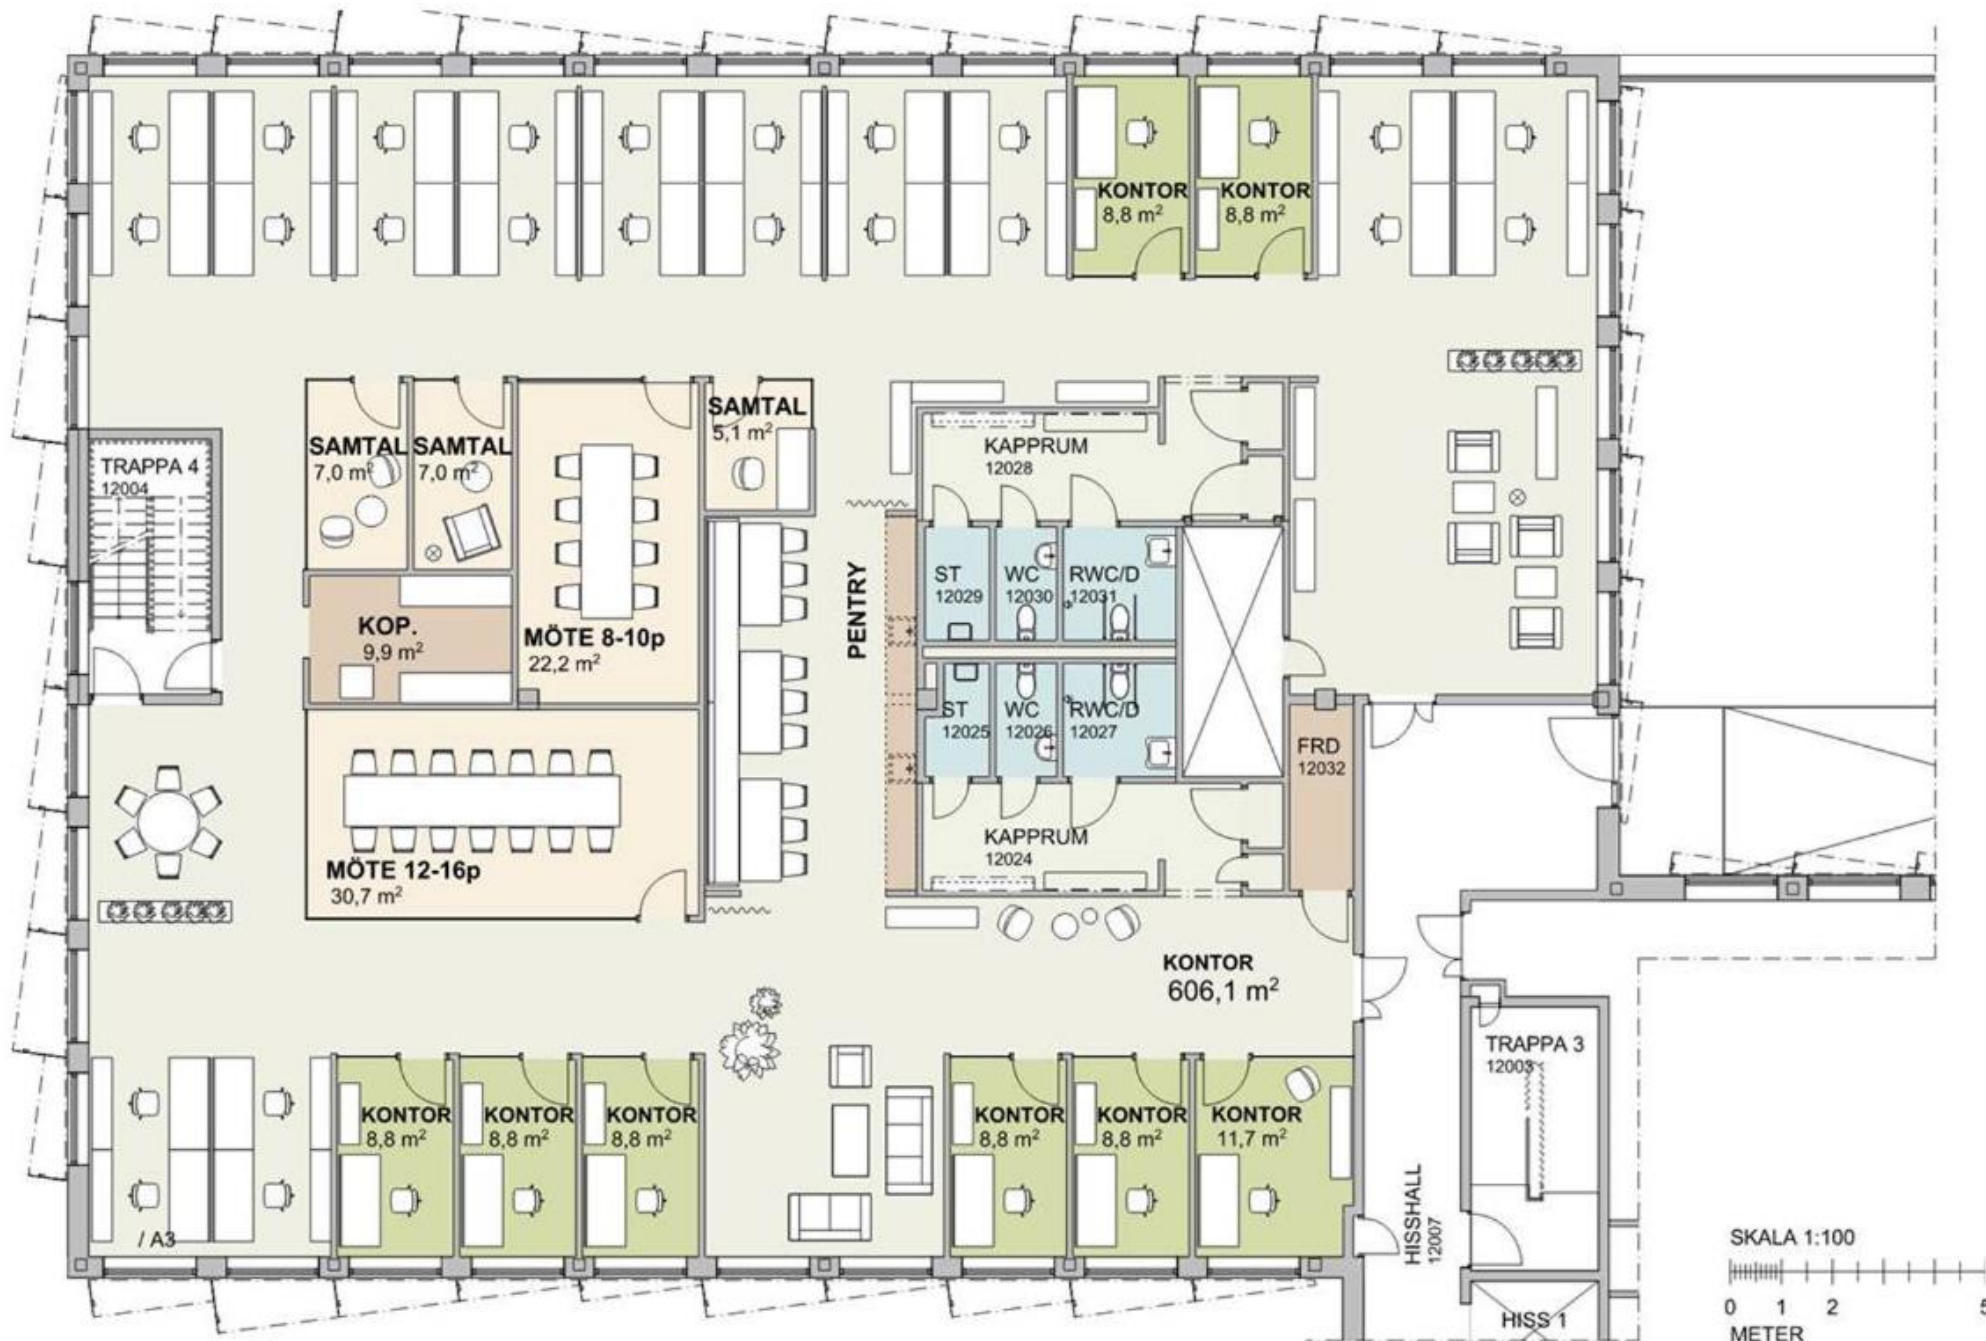 KONTOR
8,8 m²
KONTOR
8,8 m²
SAMTAL
7,0 m²
SAMTAL
7,0 m²
SAMTAL
5,1 m²
TRAPPA 4
12004
KAPPRUM
12028
ST
12029
WC
12030
RWC/D
12031
PENTRY
KOP.
9,9 m²
MÖTE 8-10p
22,2 m²
ST
12025
WC
12026
RWC/D
12027
FRD
12032
KAPPRUM
12024
MÖTE 12-16p
30,7 m²
KONTOR
606,1 m²
TRAPPA 3
12003
KONTOR
8,8 m²
KONTOR
8,8 m²
KONTOR
8,8 m²
KONTOR
8,8 m²
KONTOR
8,8 m²
KONTOR
11,7 m²
/ A3
HISSHALL
12007
HISS 1
SKALA 1:100
0 1 2 5
METER